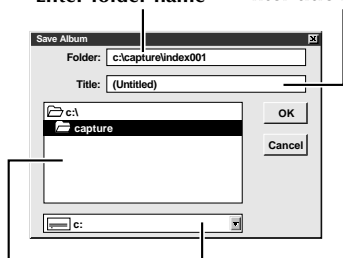 Enter folder name
Save Album
Folder: c:\capture\index001
Title: (Untitled)
c:\
OK
capture
Cancel
c: